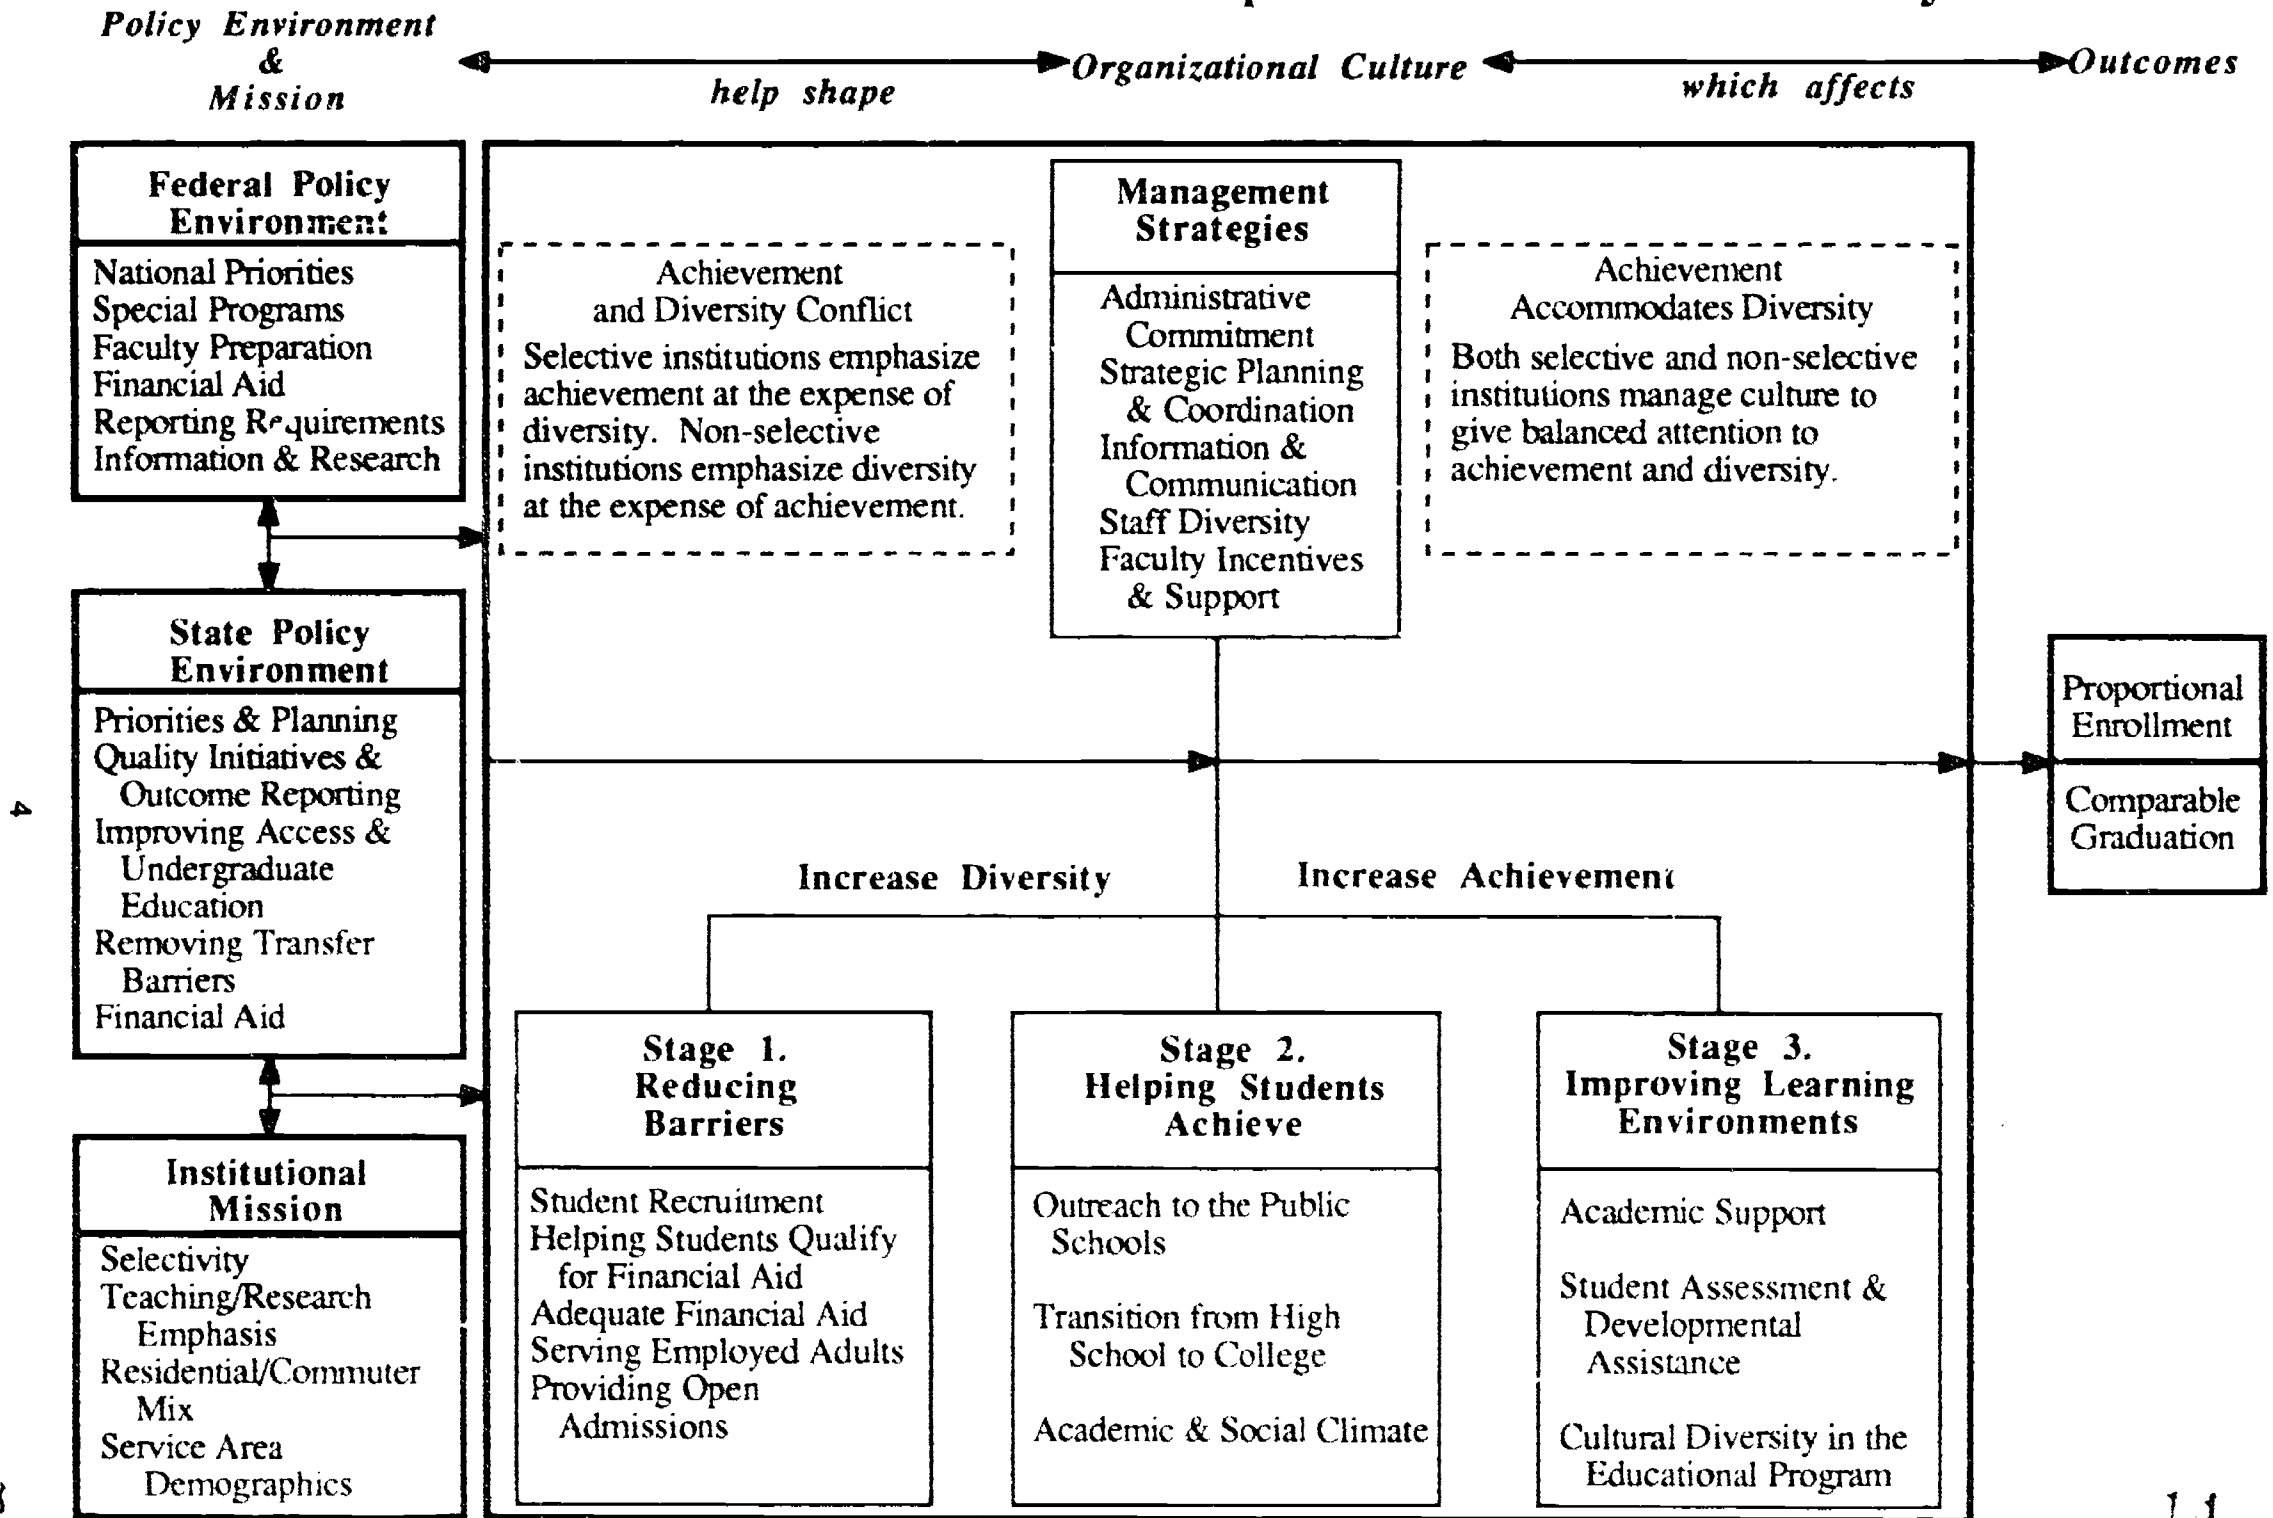 Policy Environment
&
Mission
help shape
Organizational Culture
which affects
Outcomes
Federal Policy
Environment
National Priorities
Special Programs
Faculty Preparation
Financial Aid
Reporting Requirements
Information & Research
State Policy
Environment
Priorities & Planning
Quality Initiatives &
Outcome Reporting
Improving Access &
Undergraduate
Education
Removing Transfer
Barriers
Financial Aid
Institutional
Mission
Selectivity
Teaching/Research
Emphasis
Residential/Commuter
Mix
Service Area
Demographics
Achievement
and Diversity Conflict
Selective institutions emphasize
achievement at the expense of
diversity. Non-selective
institutions emphasize diversity
at the expense of achievement.
Management
Strategies
Administrative
Commitment
Strategic Planning
& Coordination
Information &
Communication
Staff Diversity
Faculty Incentives
& Support
Achievement
Accommodates Diversity
Both selective and non-selective
institutions manage culture to
give balanced attention to
achievement and diversity.
Increase Diversity
Increase Achievement
Stage 1.
Reducing
Barriers
Student Recruitment
Helping Students Qualify
for Financial Aid
Adequate Financial Aid
Serving Employed Adults
Providing Open
Admissions
Stage 2.
Helping Students
Achieve
Outreach to the Public
Schools
Transition from High
School to College
Academic & Social Climate
Stage 3.
Improving Learning
Environments
Academic Support
Student Assessment &
Developmental
Assistance
Cultural Diversity in the
Educational Program
Proportional
Enrollment
Comparable
Graduation
4